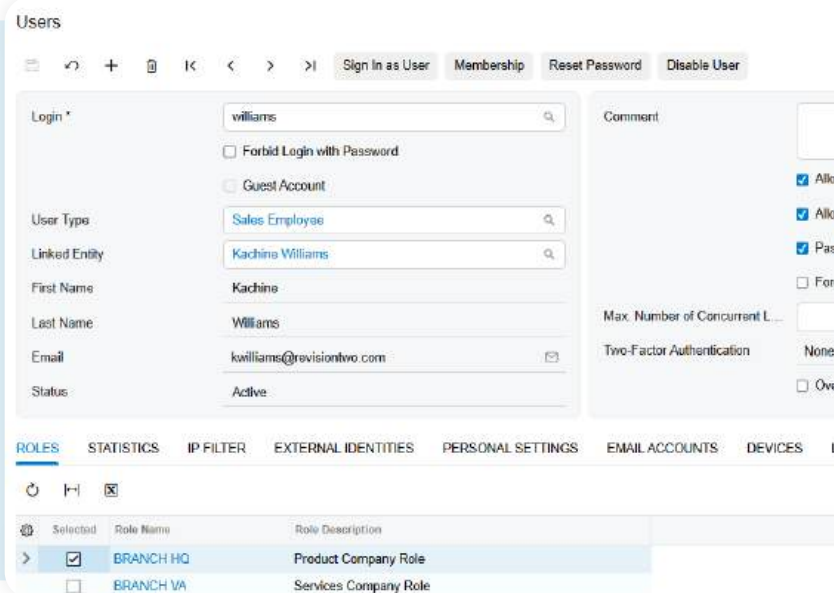 Users
Sign In as User Membership Reset Password Disable User
Login *
williams
Forbid Login with Password
Guest Account
User Type
Sales Employee
Linked Entity
Kachine Williams
First Name
Kachine
Last Name
Williams
Email
kwilliams@revisiontwo.com
Status
Active
Comment
Max. Number of Concurrent L...
Two-Factor Authentication
None
ROLES STATISTICS IP FILTER EXTERNAL IDENTITIES PERSONAL SETTINGS EMAIL ACCOUNTS DEVICES
Selected Role Name Role Description
BRANCH HQ Product Company Role
BRANCH VA Services Company Role